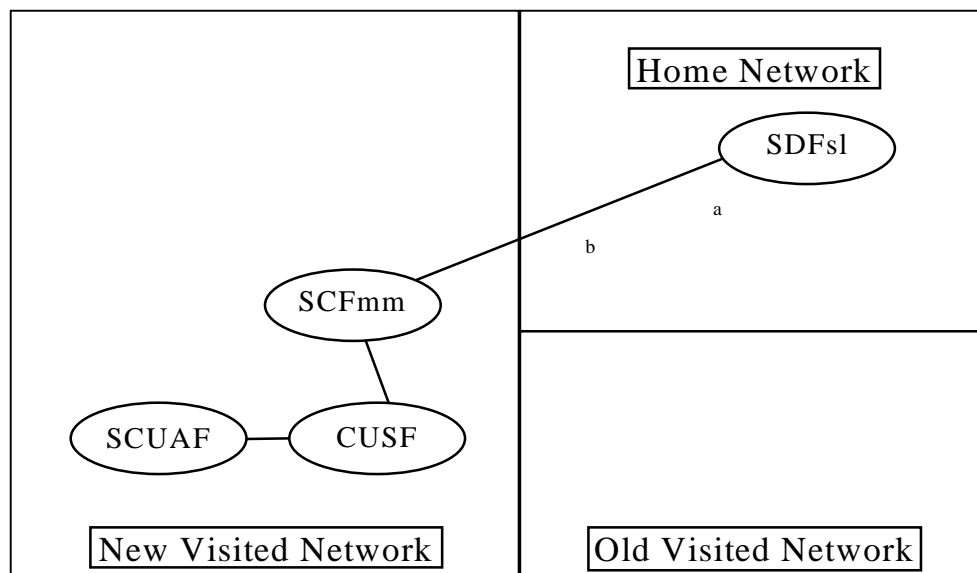 Home Network
SDFsl
a
b
SCFmm
SCUAF
CUSF
New Visited Network
Old Visited Network